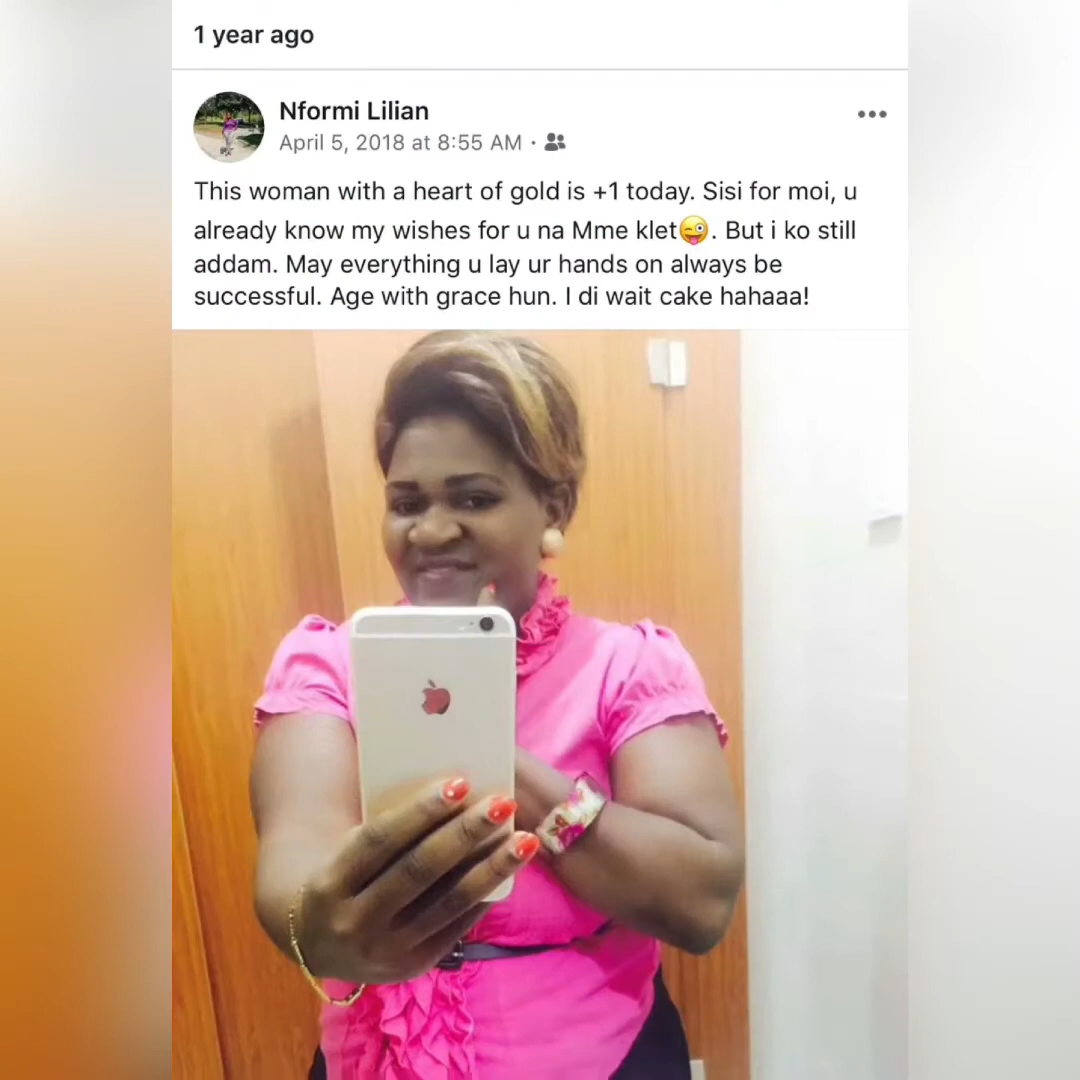 1 year ago
Nformi Lilian
April 5, 2018 at 8:55 AM ·
This woman with a heart of gold is +1 today. Sisi for moi, u
already know my wishes for u na Mme klet😜. But i ko still
addam. May everything u lay ur hands on always be
successful. Age with grace hun. I di wait cake hahaaa!